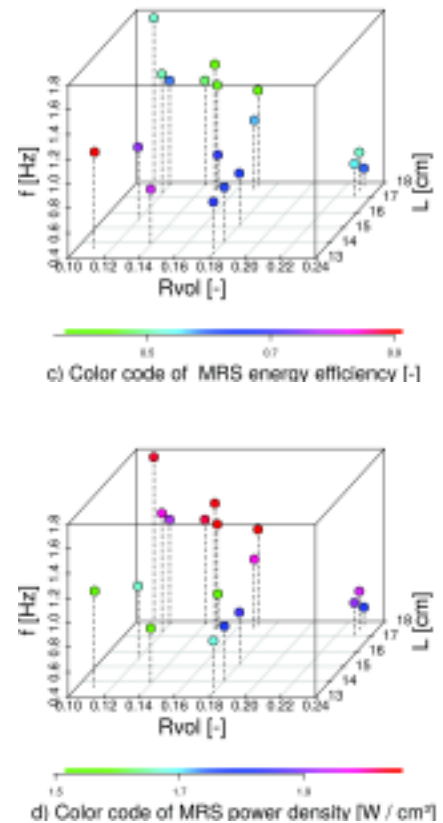 f [Hz]
0.4 0.6 0.8 1.0 1.2 1.4 1.6 1.8
0.10 0.12 0.14 0.16 0.18 0.20 0.22 0.24
Rvol [-]
13 14 15 16 17 18
L [cm]
0.5 0.7 0.9
c) Color code of MRS energy efficiency [-]
f [Hz]
0.4 0.6 0.8 1.0 1.2 1.4 1.6 1.8
0.10 0.12 0.14 0.16 0.18 0.20 0.22 0.24
Rvol [-]
13 14 15 16 17 18
L [cm]
1.5 1.7 1.9
d) Color code of MRS power density [W / cm³]